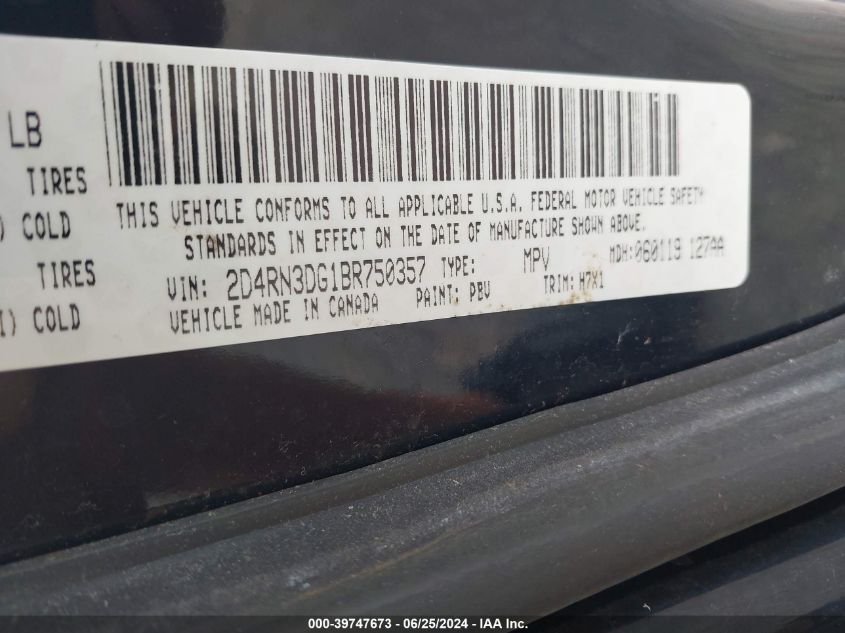 LB
TIRES
) COLD
TIRES
) COLD
THIS VEHICLE CONFORMS TO ALL APPLICABLE U.S.A. FEDERAL MOTOR VEHICLE SAFETY
STANDARDS IN EFFECT ON THE DATE OF MANUFACTURE SHOWN ABOVE.
VIN: 2D4RN3DG1BR750357 TYPE: MPV MDH: 060119 127AA
VEHICLE MADE IN CANADA PAINT: PBV TRIM: H7X1
000-39747673 / 06/25/2024 - IAA Inc.